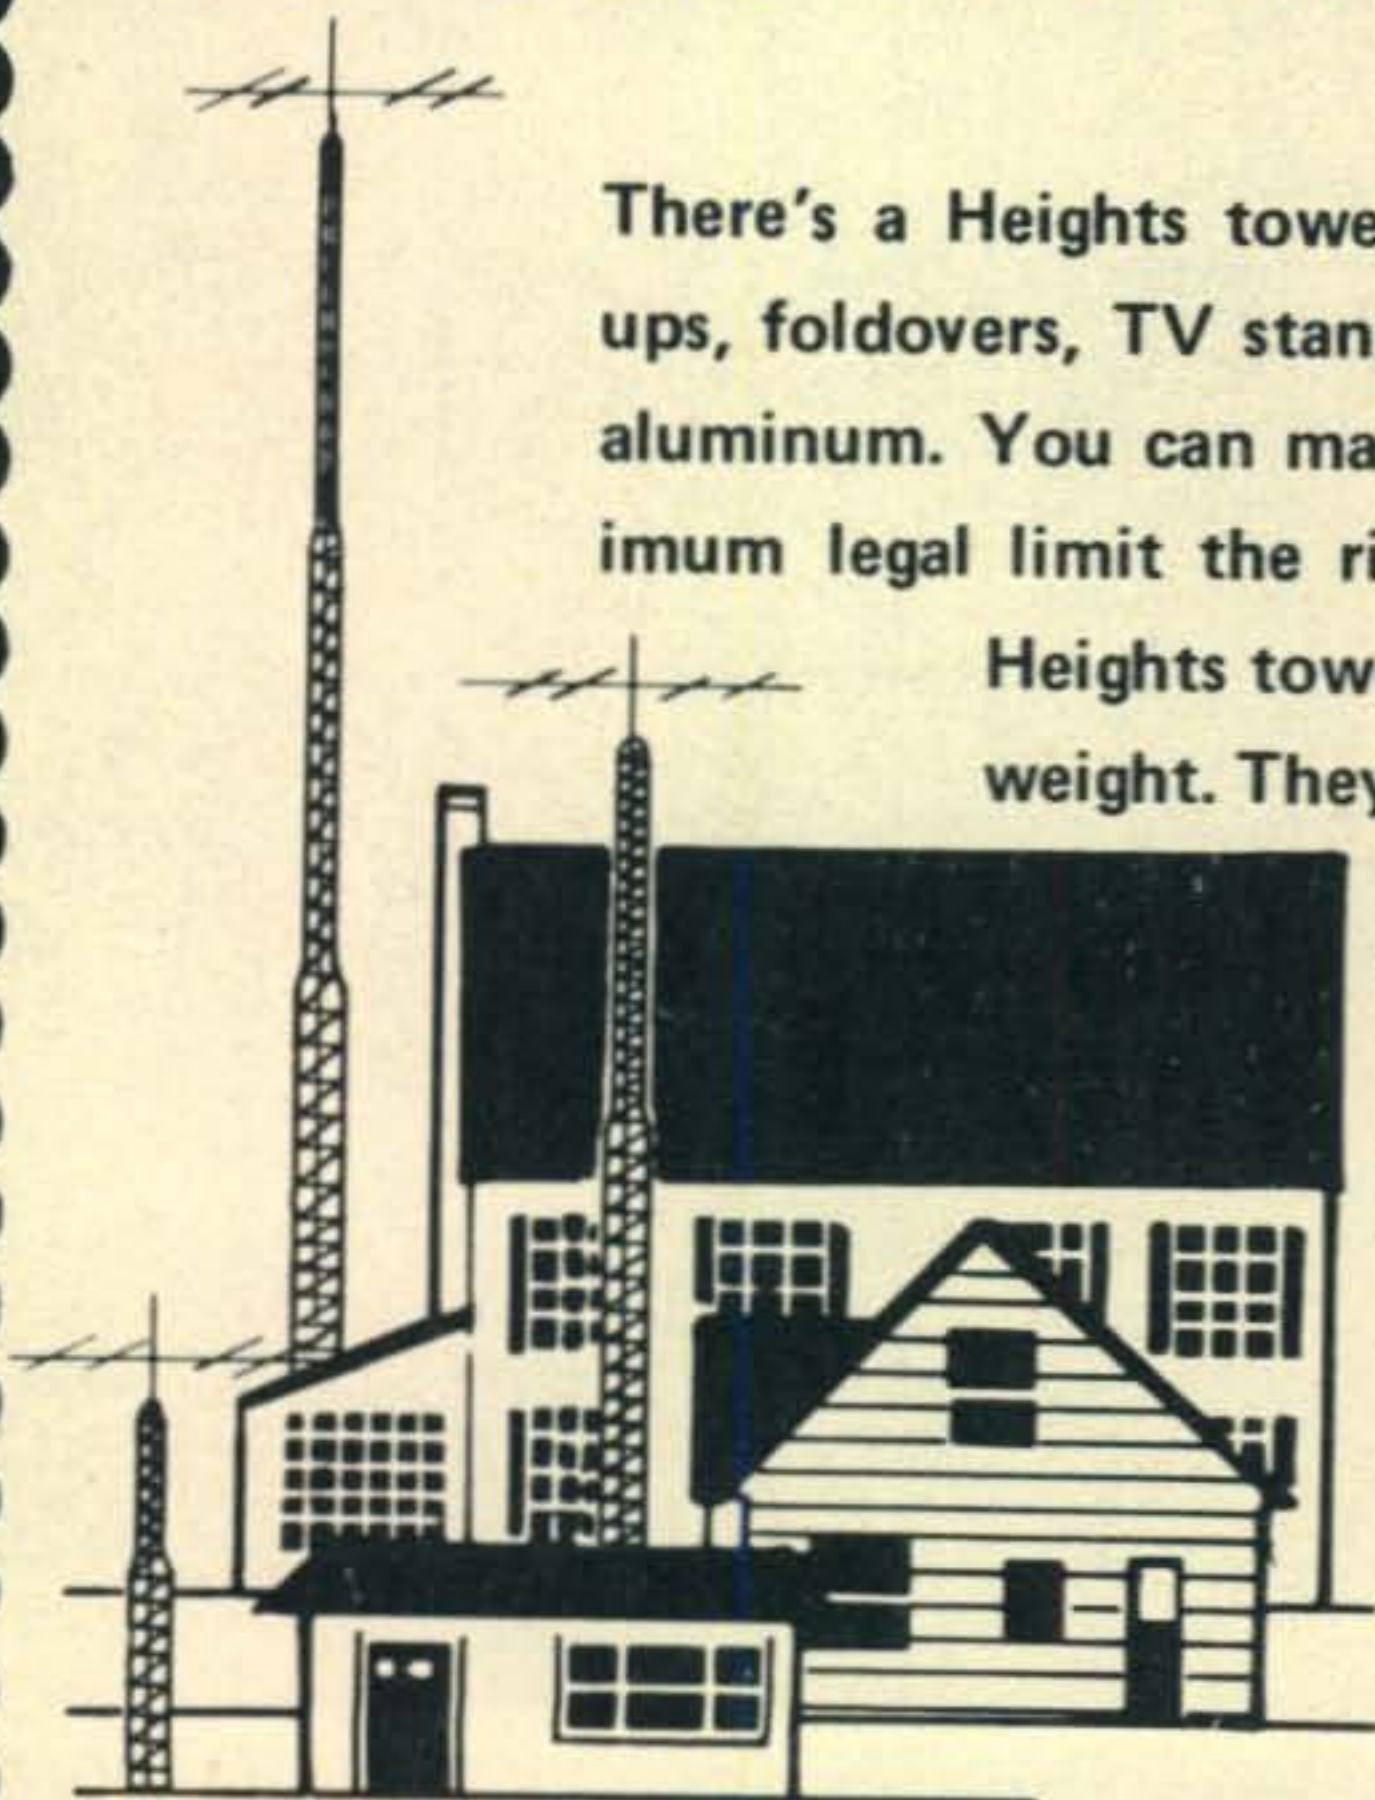 There's a Heights towe
ups, foldovers, TV stan
aluminum. You can ma
imum legal limit the ri
Heights tow
weight. They